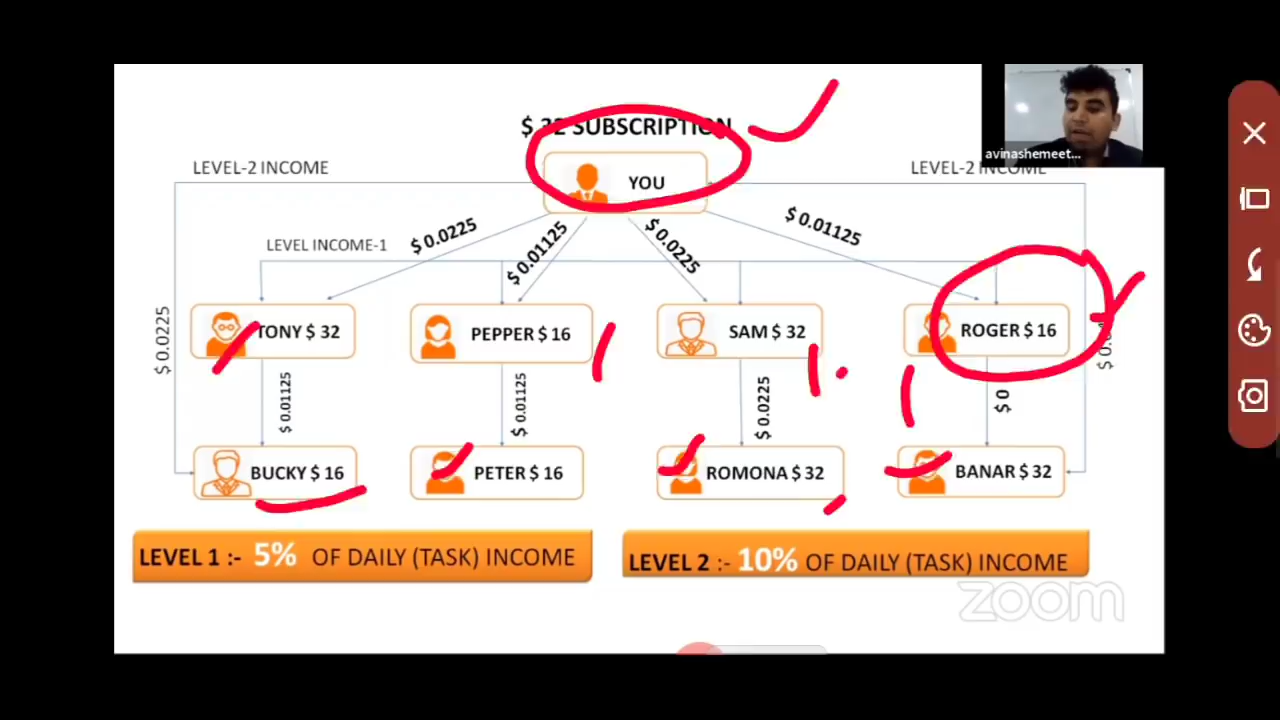 $ 32 SUBSCRIPTION
avinashemeet...
LEVEL-2 INCOME
LEVEL-2 INCOME
YOU
LEVEL INCOME-1
$ 0.0225
$ 0.01125
$ 0.0225
$ 0.01125
$ 0.0225
TONY $ 32
PEPPER $ 16
SAM $ 32
ROGER $ 16
$ 0.01125
$ 0.01125
$ 0.0225
$ 0
BUCKY $ 16
PETER $ 16
ROMONA $ 32
BANAR $ 32
LEVEL 1 :- 5% OF DAILY (TASK) INCOME
LEVEL 2 :- 10% OF DAILY (TASK) INCOME
zoom